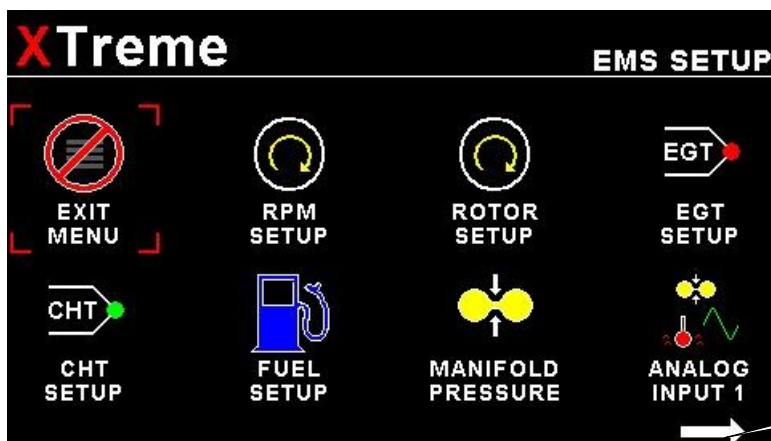 XTreme
EMS SETUP
EXIT
MENU
RPM
SETUP
ROTOR
SETUP
EGT
EGT
SETUP
CHT
CHT
SETUP
FUEL
SETUP
MANIFOLD
PRESSURE
ANALOG
INPUT 1